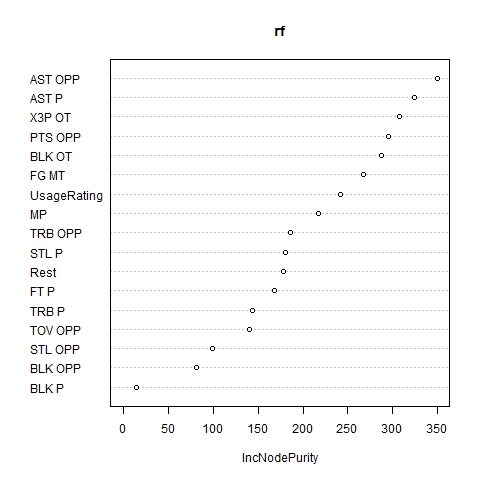 rf
AST OPP
AST P
X3P OT
PTS OPP
BLK OT
FG MT
UsageRating
MP
TRB OPP
STL P
Rest
FT P
TRB P
TOV OPP
STL OPP
BLK OPP
BLK P
0 50 100 150 200 250 300 350
IncNodePurity